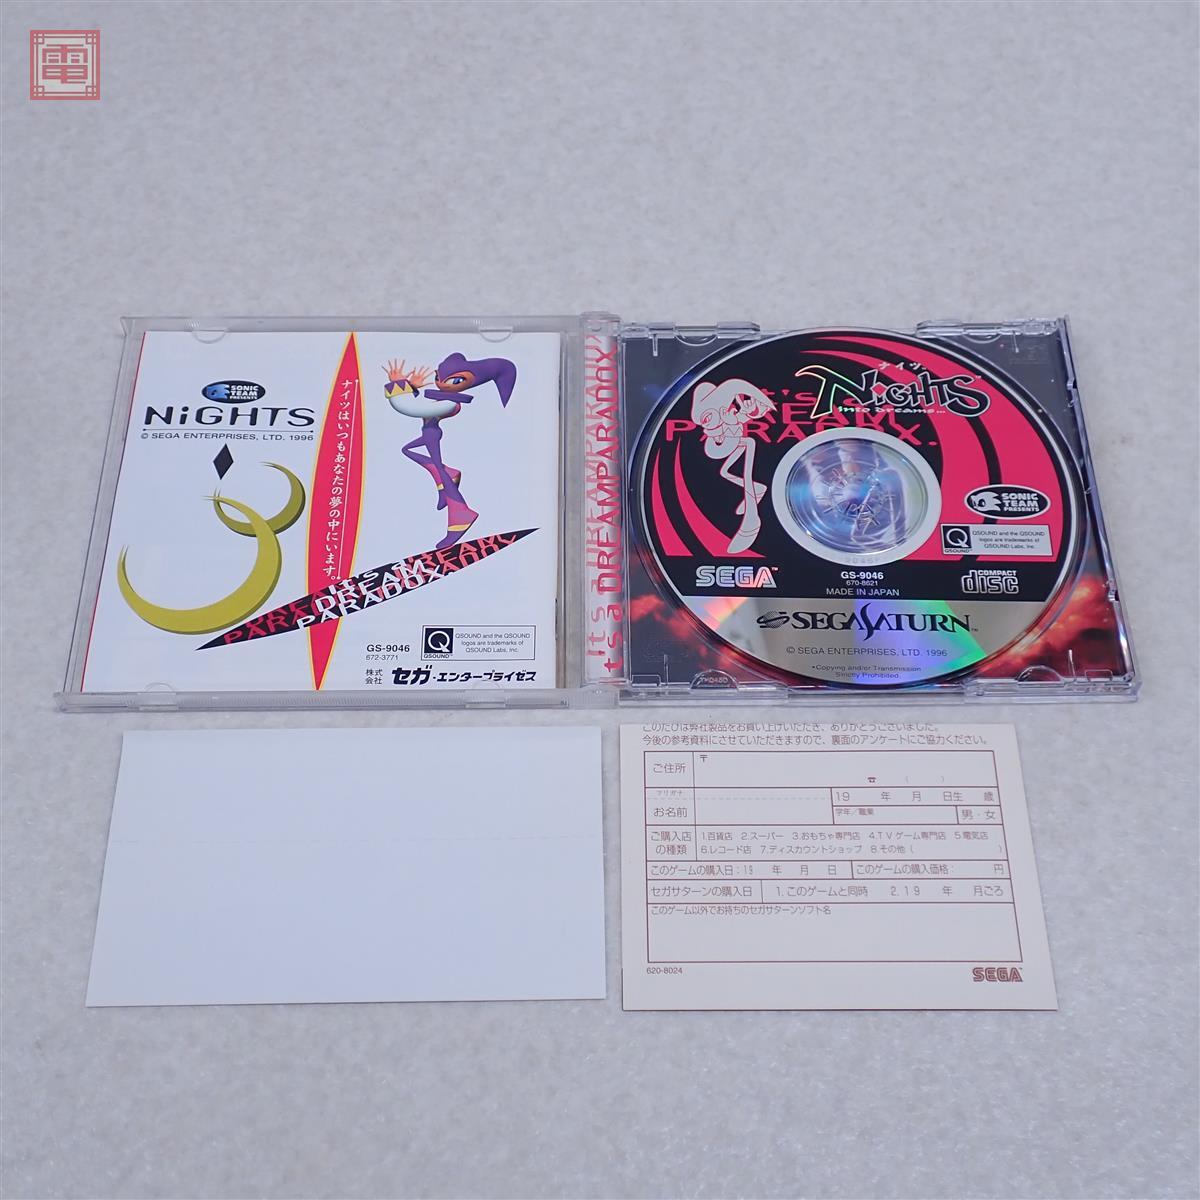 電
SONIC
TEAM
PRESENTS
NiGHTS
© SEGA ENTERPRISES, LTD. 1996
ナイツはいつもあなたの夢の中にいます。
IT'S a
DREAM
PARADOX
GS-9046
672-3771
Q
QSOUND
QSOUND and the QSOUND
logos are trademarks of
QSOUND Labs, Inc.
株式
会社
セガ・エンタープライゼス
It's a DREAMPARADOX
ナイツ
NiGHTS
into dreams...
IT'S a
DREAM
PARADOX.
SONIC
TEAM
PRESENTS
Q
QSOUND
QSOUND and the QSOUND
logos are trademarks of
QSOUND Labs, Inc.
SEGA
GS-9046
670-8621
MADE IN JAPAN
COMPACT
disc
SEGA SATURN
© SEGA ENTERPRISES, LTD. 1996
•Copying and/or Transmission
Strictly Prohibited.
このたびは弊社製品をお買い上げいただき、ありがとうございました。
今後の参考資料にさせていただきますので、裏面のアンケートにご協力ください。
ご住所 〒
☎ ( )
フリガナ
お名前
19 年 月 日生 歳
学年/職業
男・女
ご購入店
の種類
1.百貨店 2.スーパー 3.おもちゃ専門店 4.TVゲーム専門店 5.電気店
6.レコード店 7.ディスカウントショップ 8.その他( )
このゲームの購入日:19 年 月 日 このゲームの購入価格: 円
セガサターンの購入日 1.このゲームと同時 2.19 年 月ごろ
このゲーム以外でお持ちのセガサターンソフト名
620-8024
SEGA